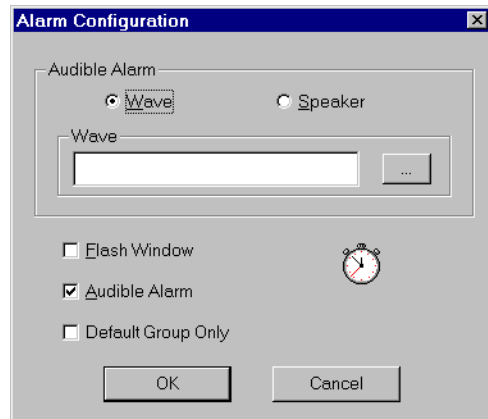 Alarm Configuration
Audible Alarm
Wave
Speaker
Wave
...
Flash Window
Audible Alarm
Default Group Only
OK
Cancel